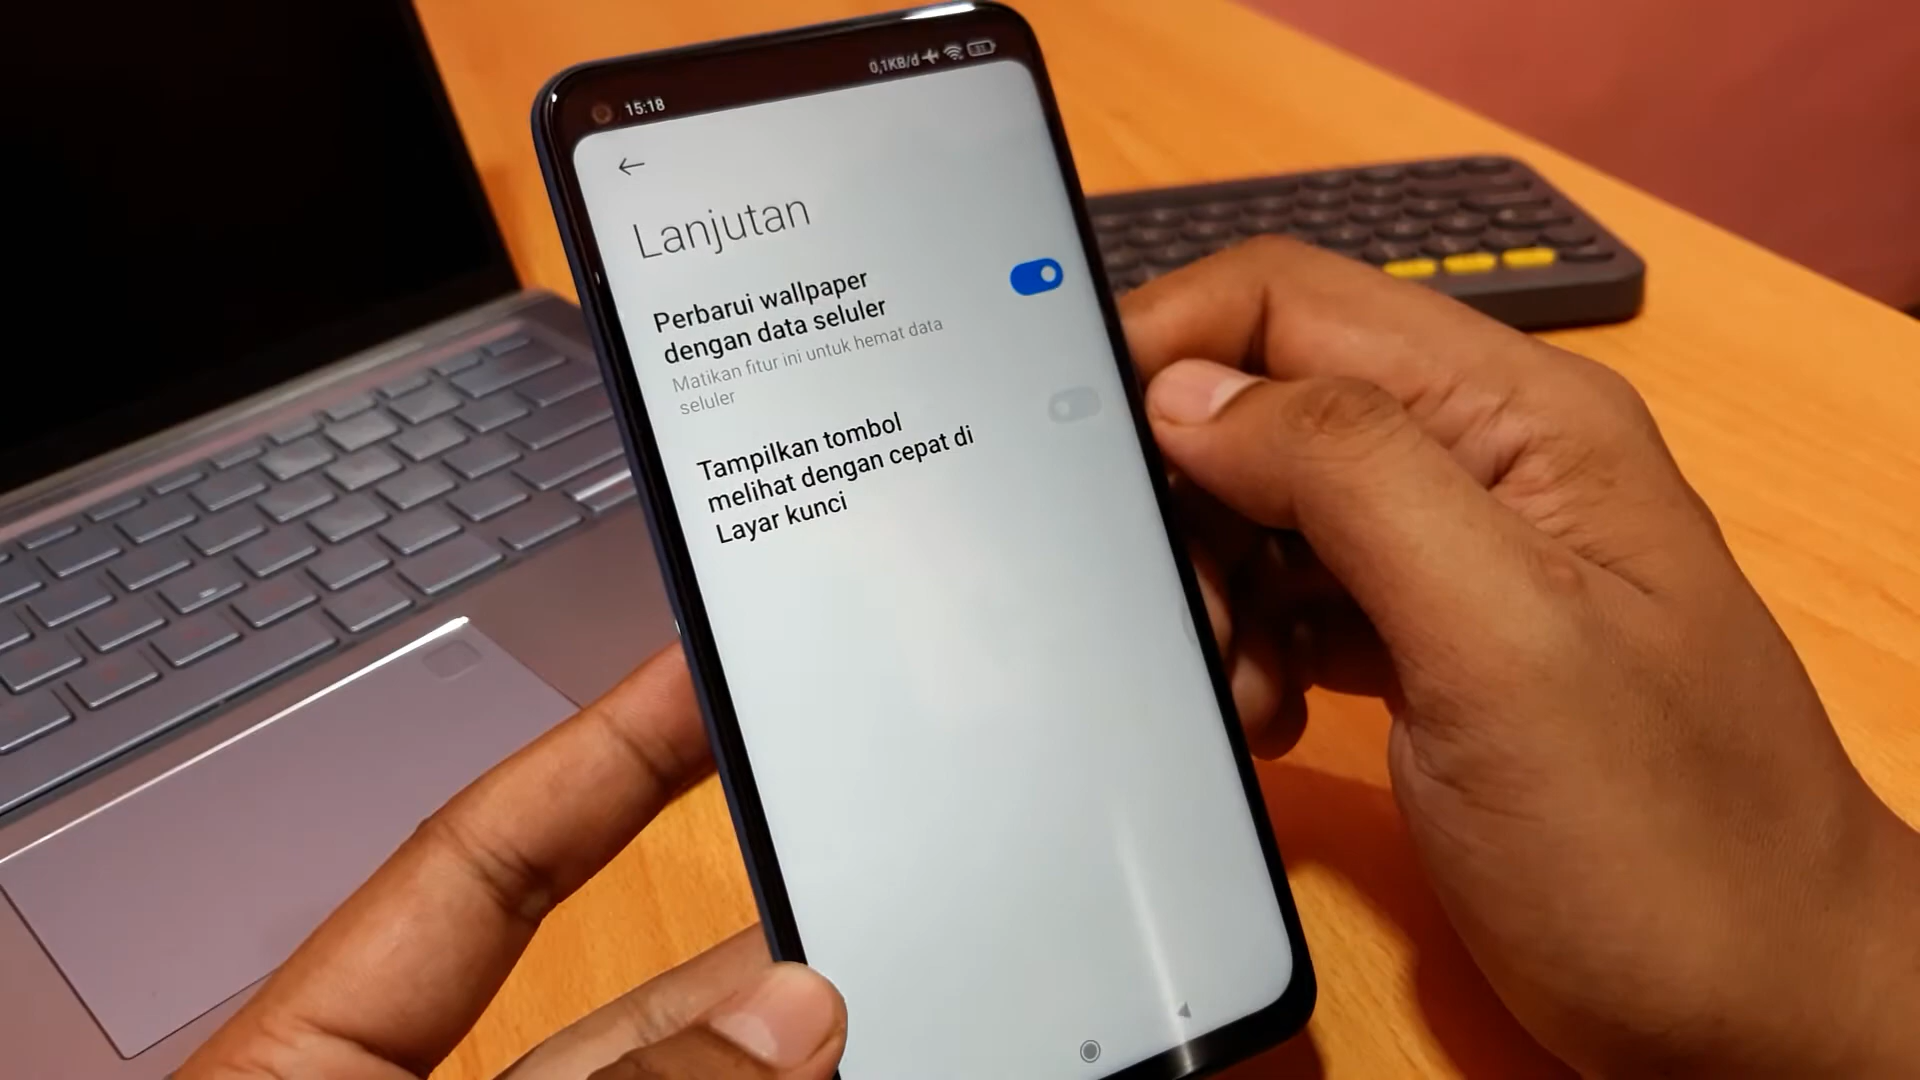 15:18
0,1KB/d
Lanjutan
Perbarui wallpaper
dengan data seluler
Matikan fitur ini untuk hemat data
seluler
Tampilkan tombol
melihat dengan cepat di
Layar kunci